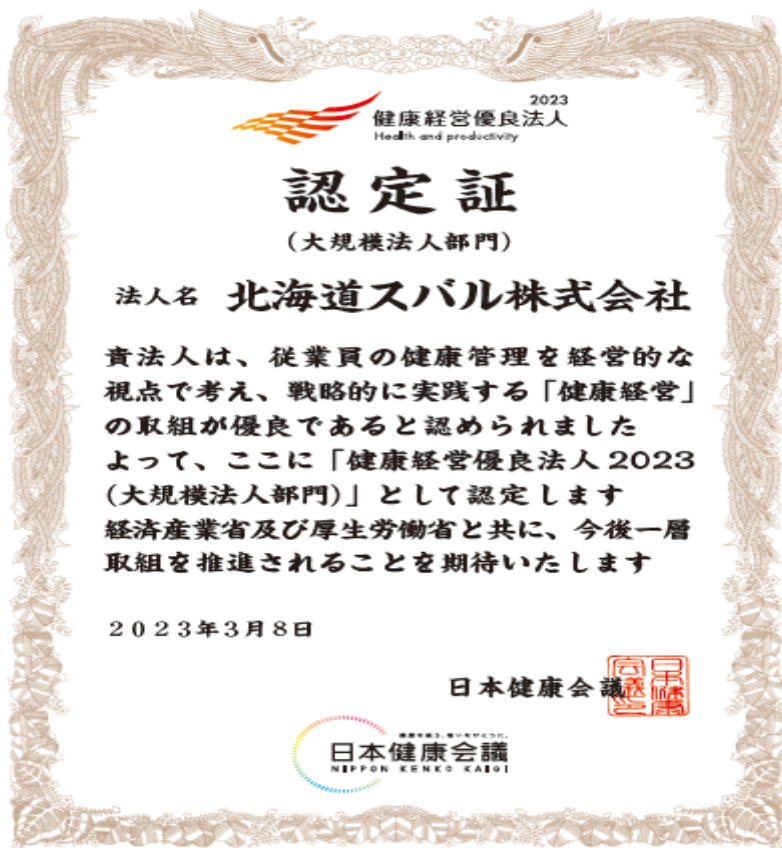 2023
健康経営優良法人
Health and productivity
認定証
(大規模法人部門)
法人名 北海道スバル株式会社
貴法人は、従業員の健康管理を経営的な
視点で考え、戦略的に実践する「健康経営」
の取組が優良であると認められました
よって、ここに「健康経営優良法人2023
(大規模法人部門)」として認定します
経済産業省及び厚生労働省と共に、今後一層
取組を推進されることを期待いたします
2023年3月8日
日本健康会議
日本健康会議
NIPPON KENKO KAIGI